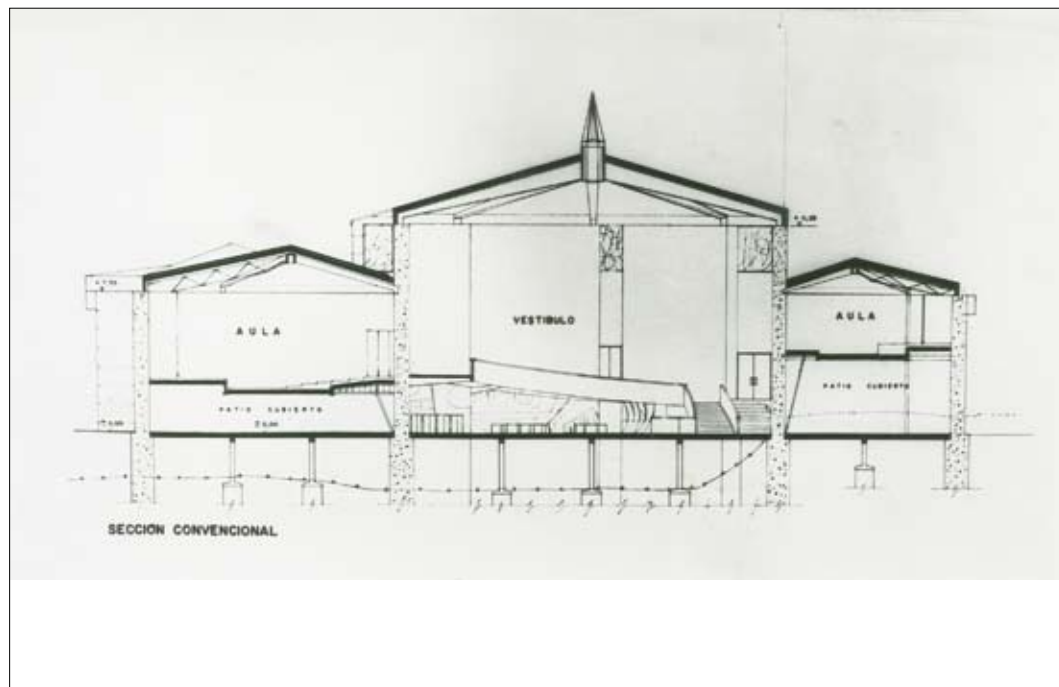 AULA
VESTIBULO
AULA
PATIO CUBIERTO
PATIO CUBIERTO
SECCION CONVENCIONAL